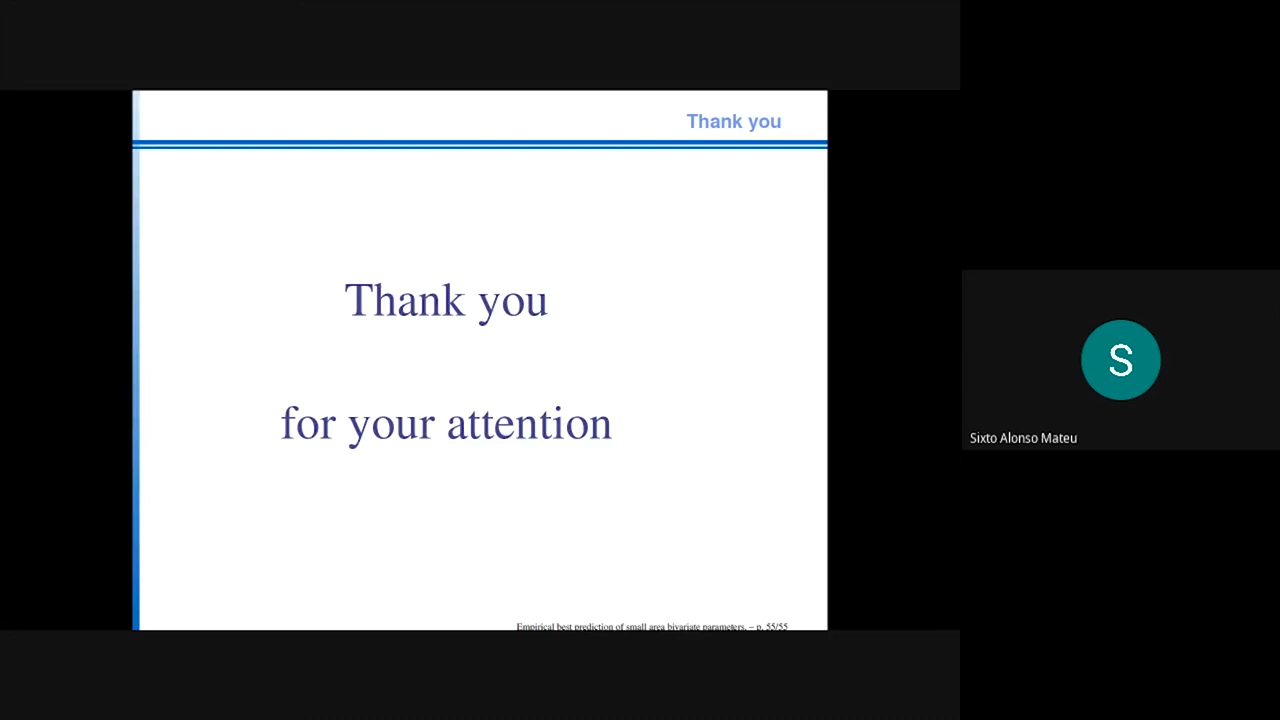 Thank you
Thank you
for your attention
Empirical best prediction of small area bivariate parameters. – p. 55/55
S
Sixto Alonso Mateu